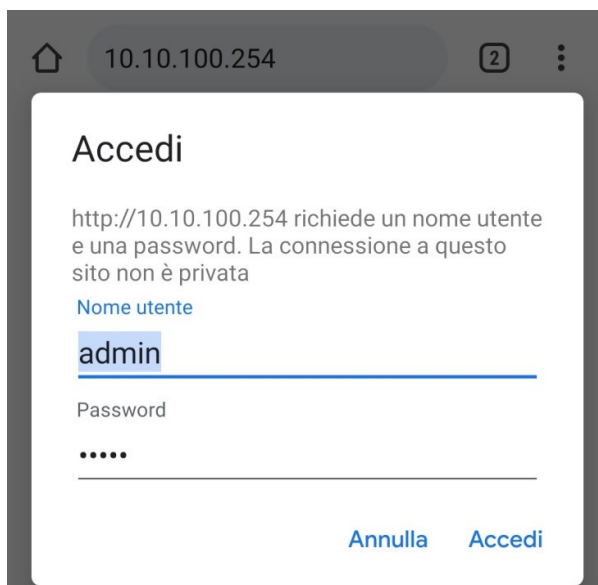 10.10.100.254
2
Accedi
http://10.10.100.254 richiede un nome utente
e una password. La connessione a questo
sito non è privata
Nome utente
admin
Password
•••••
Annulla Accedi